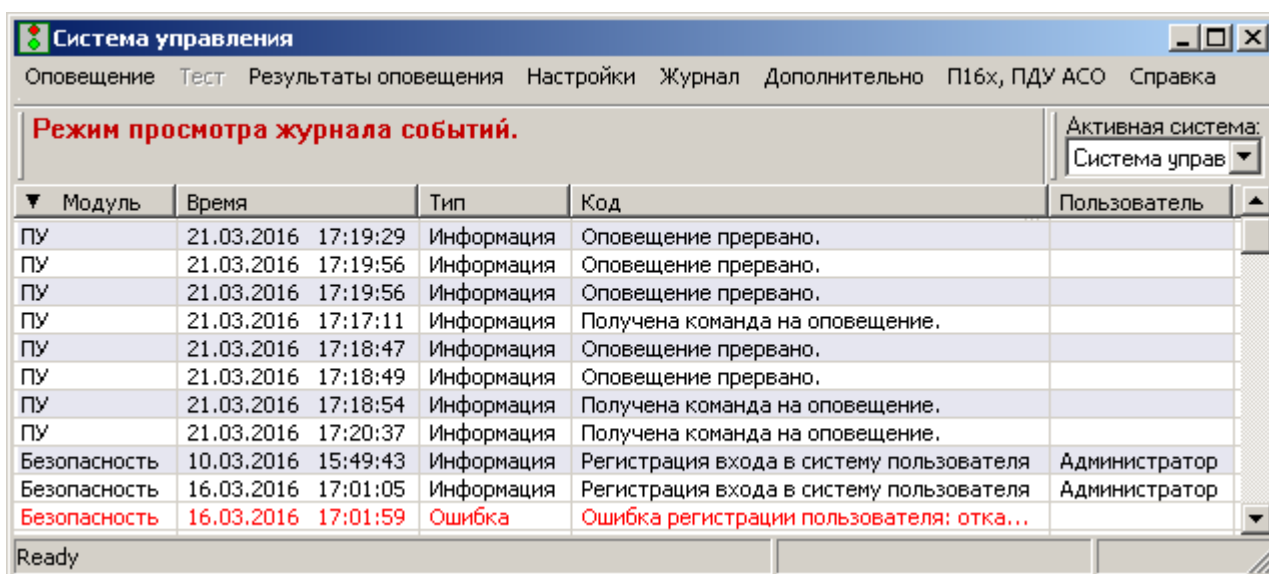 Система управления
Оповещение Тест Результаты оповещения Настройки Журнал Дополнительно П16x, ПДУ АСО Справка
Режим просмотра журнала событий.
Активная система:
Система управ
Модуль Время Тип Код Пользователь
ПУ 21.03.2016 17:19:29 Информация Оповещение прервано.
ПУ 21.03.2016 17:19:56 Информация Оповещение прервано.
ПУ 21.03.2016 17:19:56 Информация Оповещение прервано.
ПУ 21.03.2016 17:17:11 Информация Получена команда на оповещение.
ПУ 21.03.2016 17:18:47 Информация Оповещение прервано.
ПУ 21.03.2016 17:18:49 Информация Оповещение прервано.
ПУ 21.03.2016 17:18:54 Информация Получена команда на оповещение.
ПУ 21.03.2016 17:20:37 Информация Получена команда на оповещение.
Безопасность 10.03.2016 15:49:43 Информация Регистрация входа в систему пользователя Администратор
Безопасность 16.03.2016 17:01:05 Информация Регистрация входа в систему пользователя Администратор
Безопасность 16.03.2016 17:01:59 Ошибка Ошибка регистрации пользователя: отка...
Ready